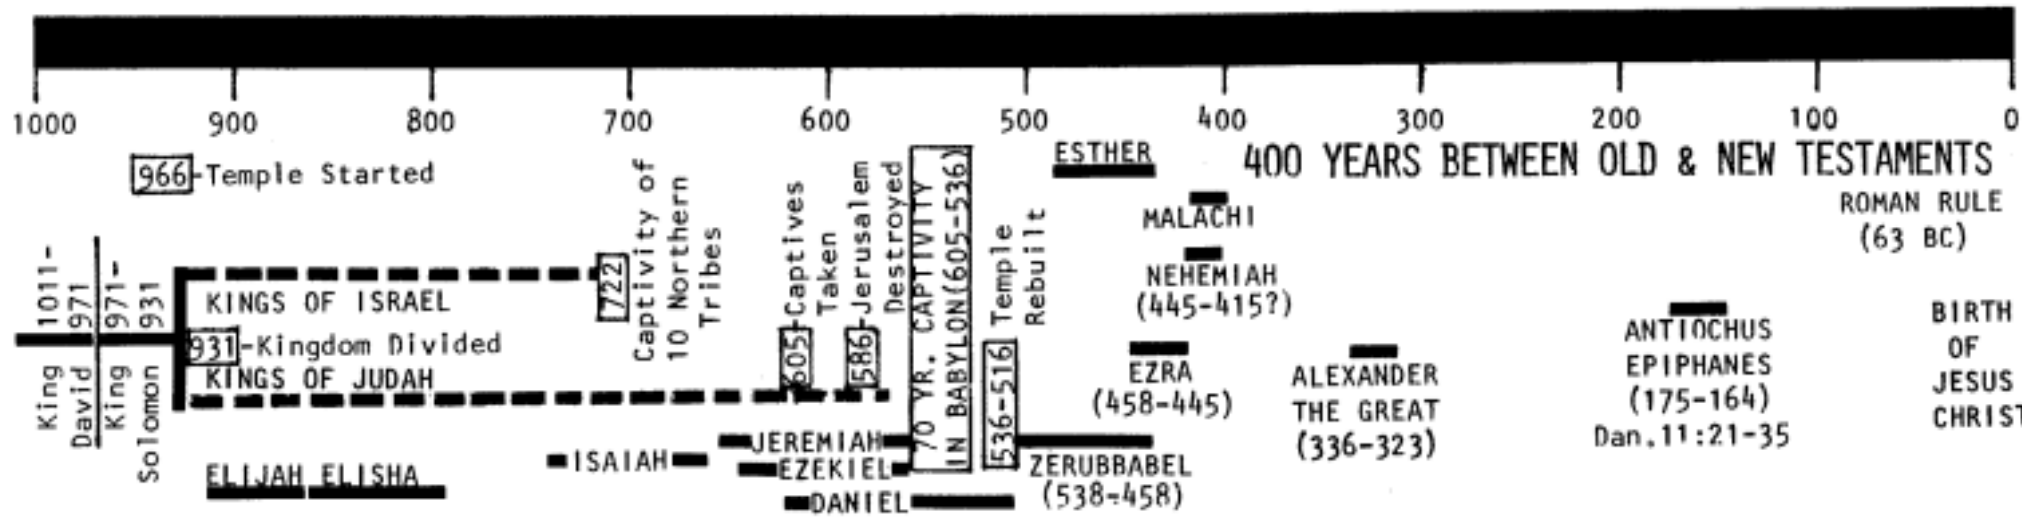 1000 900 800 700 600 500 400 300 200 100 0
966-Temple Started
King David
1011-971
King Solomon
971-931
KINGS OF ISRAEL
931-Kingdom Divided
KINGS OF JUDAH
ELIJAH ELISHA
722 Captivity of
10 Northern
Tribes
ISAIAH
605-Captives
Taken
586-Jerusalem
Destroyed
JEREMIAH
EZEKIEL
DANIEL
70 YR. CAPTIVITY
IN BABYLON(605-536)
536-516 Temple
Rebuilt
ZERUBBABEL
(538-458)
ESTHER
MALACHI
NEHEMIAH
(445-415?)
EZRA
(458-445)
400 YEARS BETWEEN OLD & NEW TESTAMENTS
ALEXANDER
THE GREAT
(336-323)
ANTIOCHUS
EPIPHANES
(175-164)
Dan.11:21-35
ROMAN RULE
(63 BC)
BIRTH
OF
JESUS
CHRIST